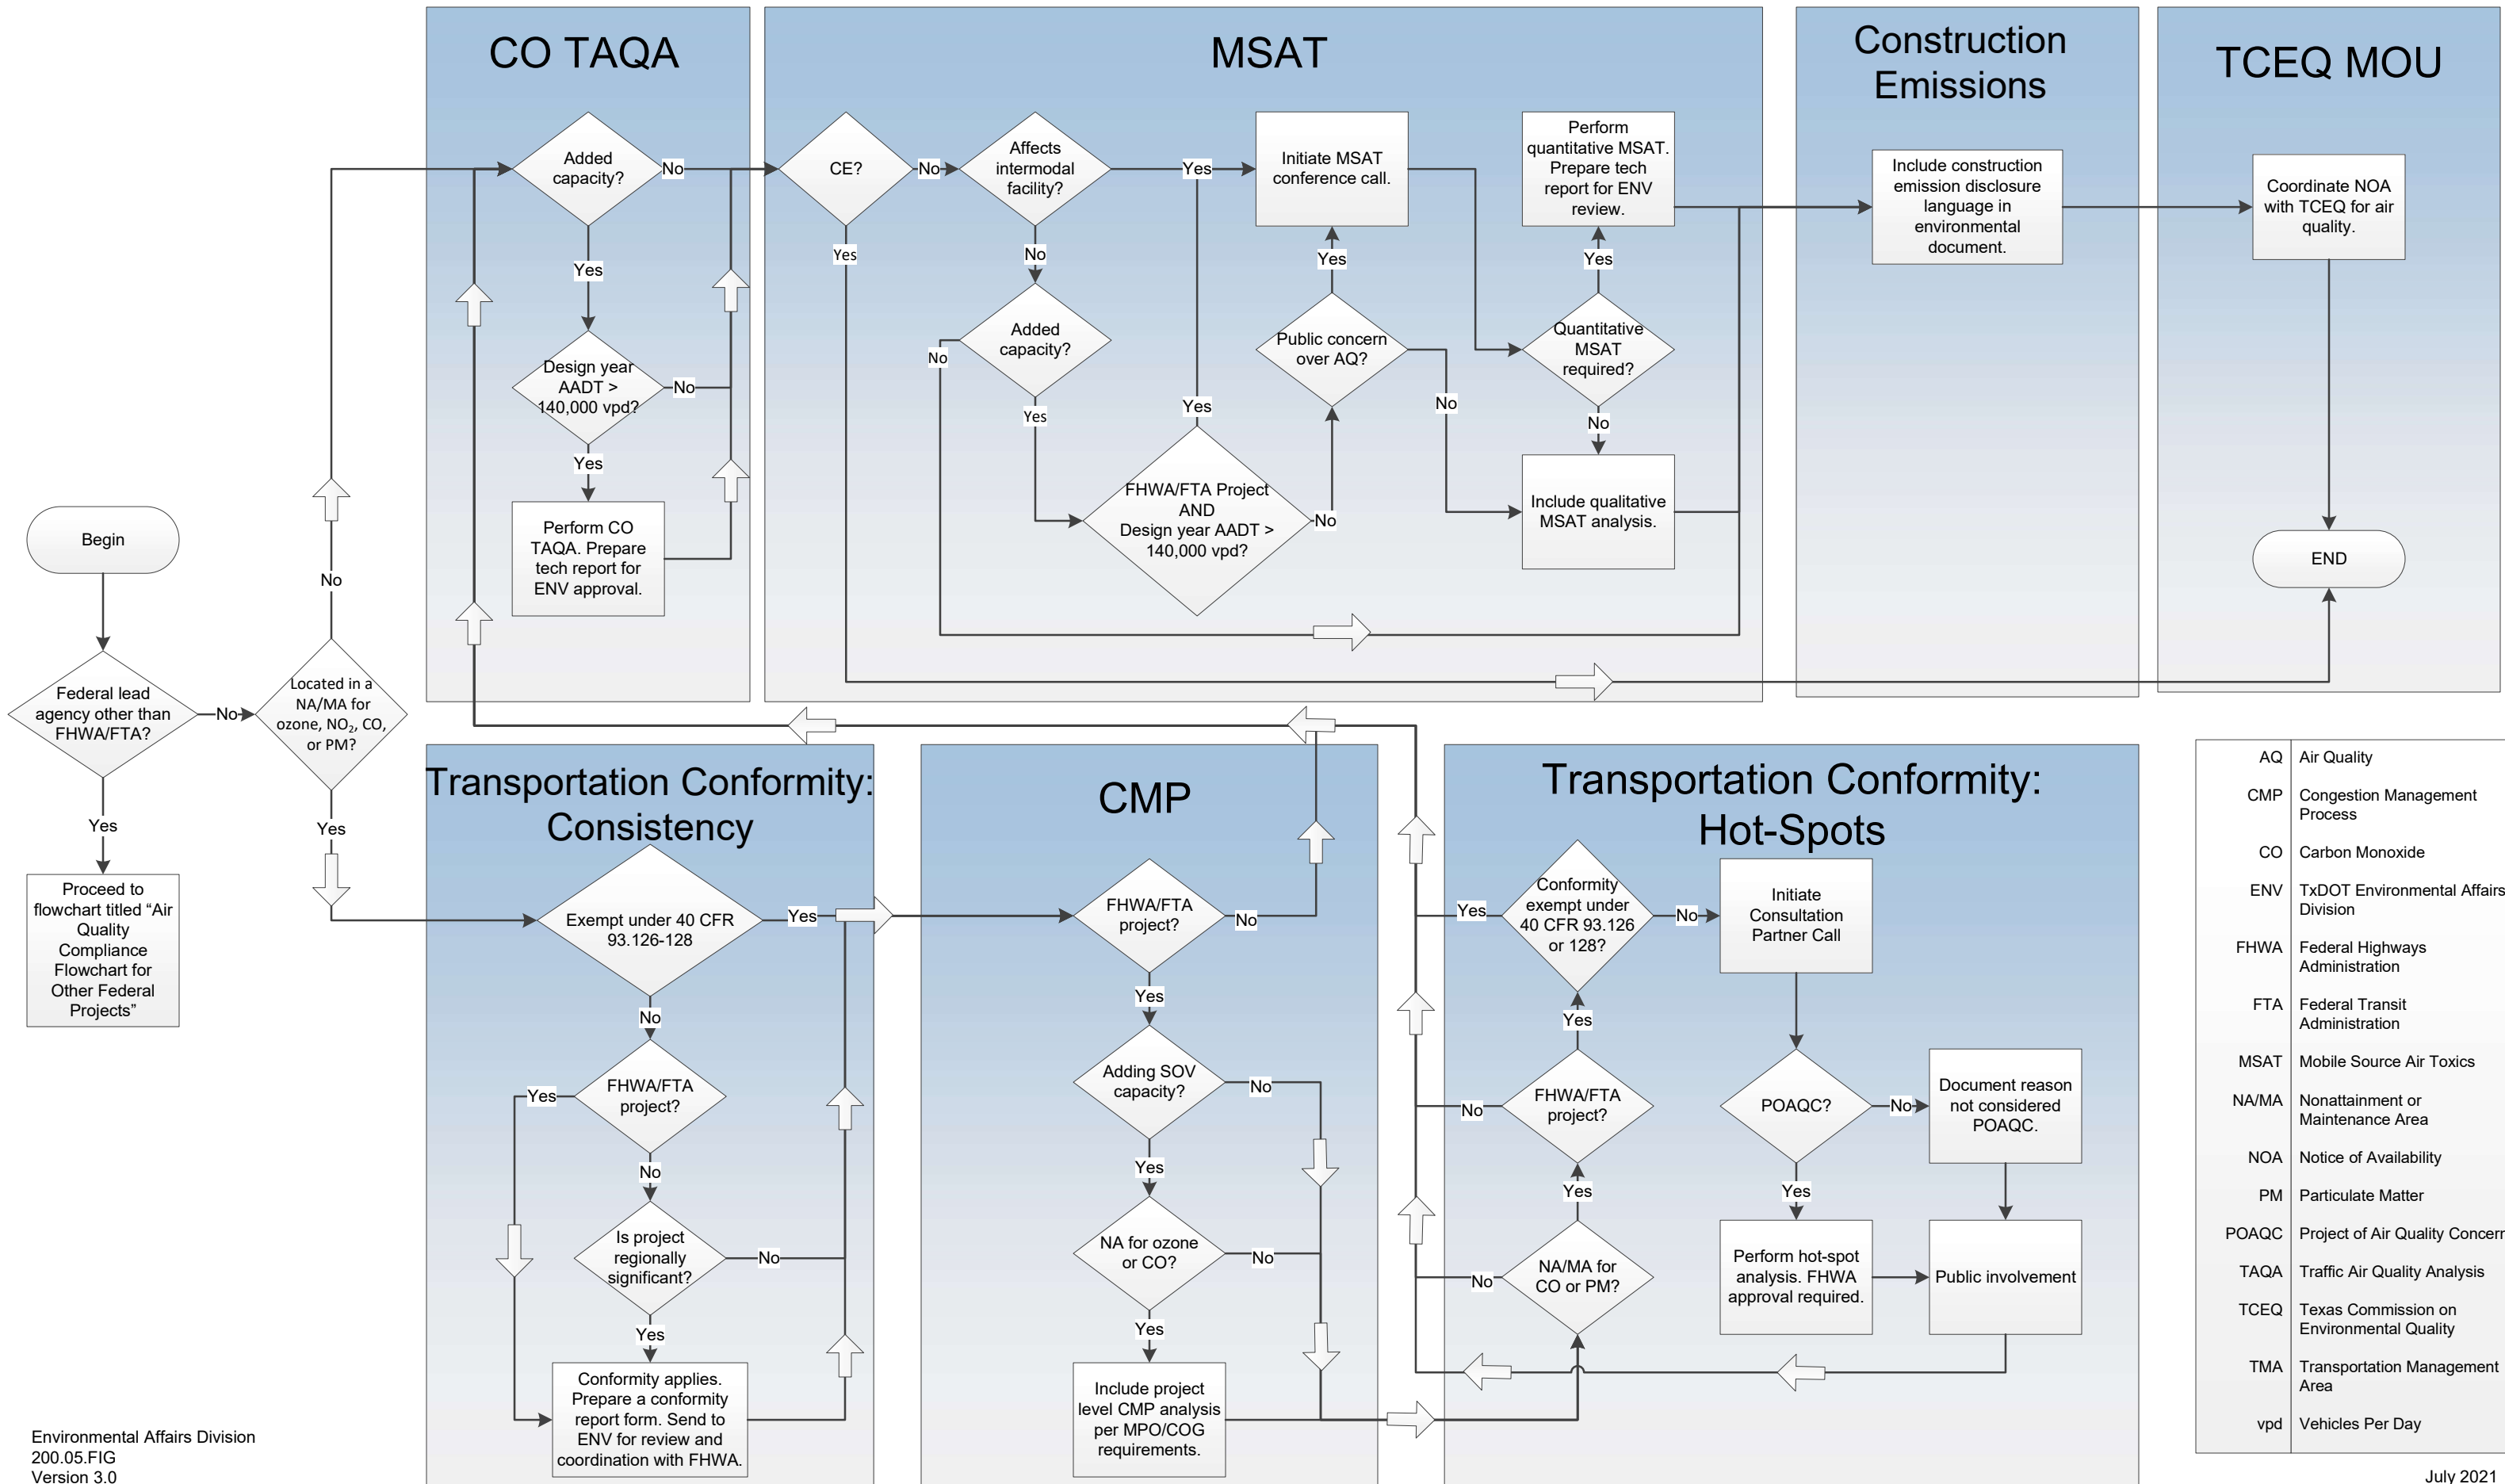 CO TAQA
Added
capacity?
No
Yes
Design year
AADT >
140,000 vpd?
No
Yes
Perform CO
TAQA. Prepare
tech report for
ENV approval.
MSAT
CE?
No
Yes
Affects
intermodal
facility?
Yes
No
Added
capacity?
No
Yes
FHWA/FTA Project
AND
Design year AADT >
140,000 vpd?
Yes
No
Initiate MSAT
conference call.
Yes
Public concern
over AQ?
No
Perform
quantitative MSAT.
Prepare tech
report for ENV
review.
Yes
Quantitative
MSAT
required?
No
Include qualitative
MSAT analysis.
Construction
Emissions
Include construction
emission disclosure
language in
environmental
document.
TCEQ MOU
Coordinate NOA
with TCEQ for air
quality.
END
Begin
Federal lead
agency other than
FHWA/FTA?
No
Yes
Proceed to
flowchart titled “Air
Quality
Compliance
Flowchart for
Other Federal
Projects”
No
Located in a
NA/MA for
ozone, NO₂, CO,
or PM?
Yes
Transportation Conformity:
Consistency
Exempt under 40 CFR
93.126-128
Yes
No
FHWA/FTA
project?
Yes
No
Is project
regionally
significant?
No
Yes
Conformity applies.
Prepare a conformity
report form. Send to
ENV for review and
coordination with FHWA.
CMP
FHWA/FTA
project?
No
Yes
Adding SOV
capacity?
No
Yes
NA for ozone
or CO?
No
Yes
Include project
level CMP analysis
per MPO/COG
requirements.
Transportation Conformity:
Hot-Spots
Conformity
exempt under
40 CFR 93.126
or 128?
Yes
No
Yes
FHWA/FTA
project?
No
Yes
NA/MA for
CO or PM?
No
Initiate
Consultation
Partner Call
POAQC?
No
Yes
Document reason
not considered
POAQC.
Perform hot-spot
analysis. FHWA
approval required.
Public involvement
AQ Air Quality
CMP Congestion Management
Process
CO Carbon Monoxide
ENV TxDOT Environmental Affairs
Division
FHWA Federal Highways
Administration
FTA Federal Transit
Administration
MSAT Mobile Source Air Toxics
NA/MA Nonattainment or
Maintenance Area
NOA Notice of Availability
PM Particulate Matter
POAQC Project of Air Quality Concern
TAQA Traffic Air Quality Analysis
TCEQ Texas Commission on
Environmental Quality
TMA Transportation Management
Area
vpd Vehicles Per Day
Environmental Affairs Division
200.05.FIG
Version 3.0
July 2021